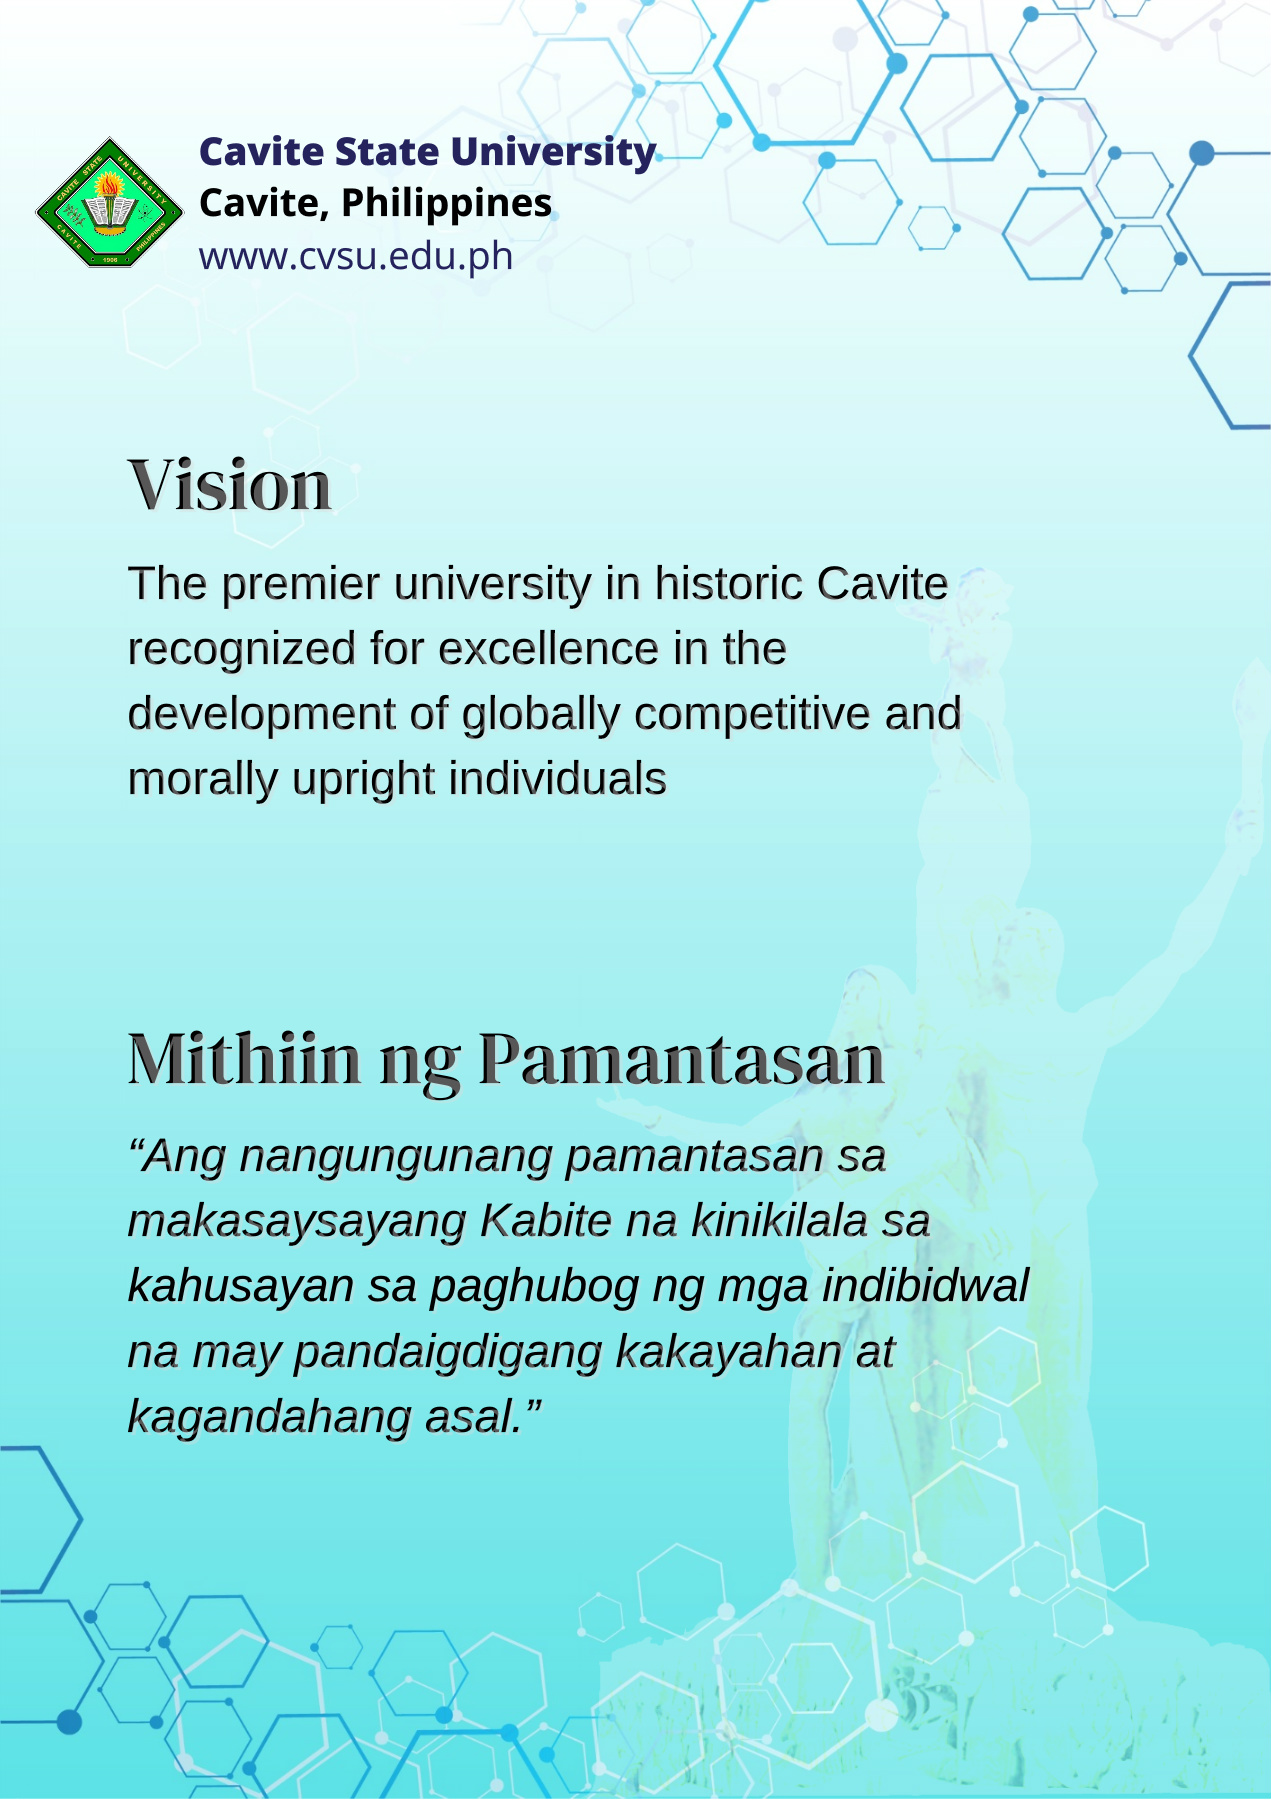 Cavite State University
Cavite, Philippines
www.cvsu.edu.ph
CAVITE STATE UNIVERSITY
CAVITE PHILIPPINES
1906
Vision
The premier university in historic Cavite
recognized for excellence in the
development of globally competitive and
morally upright individuals
Mithiin ng Pamantasan
“Ang nangungunang pamantasan sa
makasaysayang Kabite na kinikilala sa
kahusayan sa paghubog ng mga indibidwal
na may pandaigdigang kakayahan at
kagandahang asal.”